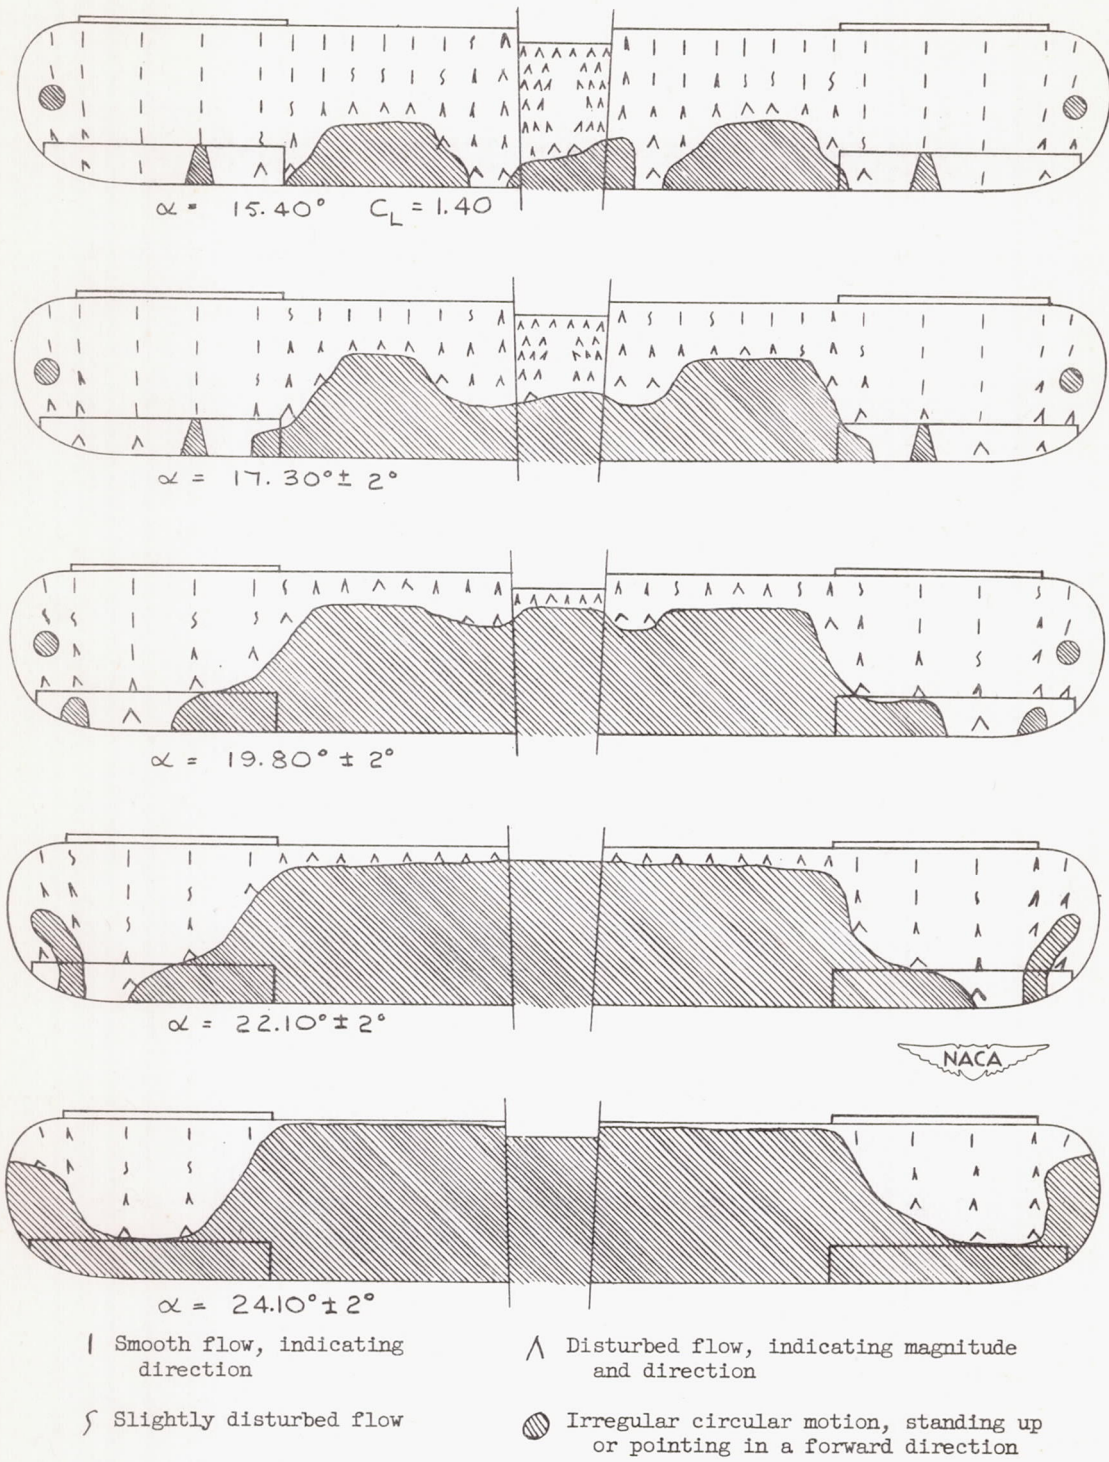 α = 15.40° C_L = 1.40
α = 17.30° ± 2°
α = 19.80° ± 2°
α = 22.10° ± 2°
NACA
α = 24.10° ± 2°
Smooth flow, indicating
direction
Disturbed flow, indicating magnitude
and direction
Slightly disturbed flow
Irregular circular motion, standing up
or pointing in a forward direction